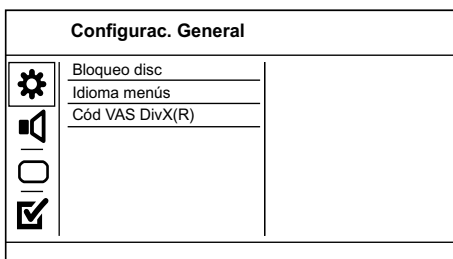 Configurac. General
Bloqueo disc
Idioma menús
Cód VAS DivX(R)